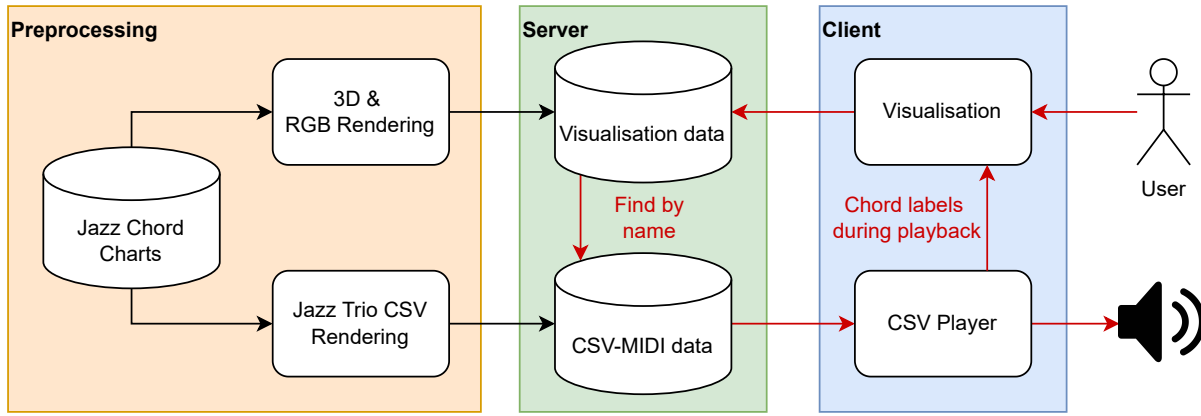 Preprocessing
3D &
RGB Rendering
Jazz Chord
Charts
Jazz Trio CSV
Rendering
Server
Visualisation data
Find by
name
CSV-MIDI data
Client
Visualisation
Chord labels
during playback
CSV Player
User